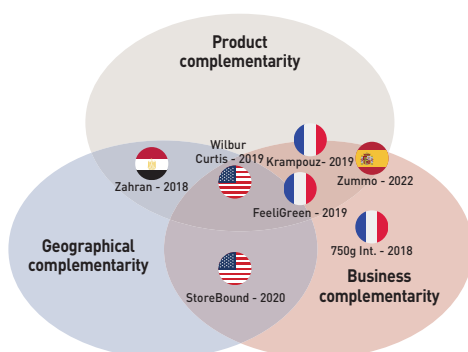 Product
complementarity
Wilbur
Curtis - 2019
Krampouz- 2019
Zahran - 2018
Zummo - 2022
FeeliGreen - 2019
Geographical
complementarity
750g Int. - 2018
Business
complementarity
StoreBound - 2020